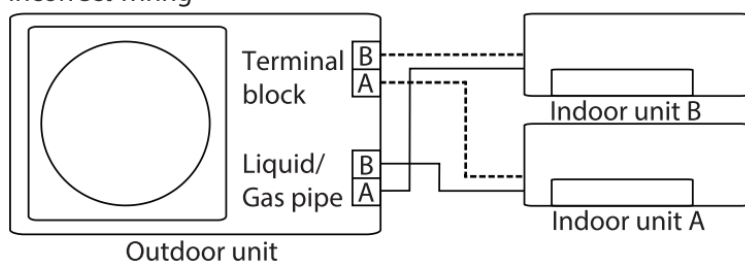 Incorrect wiring
Terminal
block
B
A
Liquid/
Gas pipe
B
A
Indoor unit B
Indoor unit A
Outdoor unit